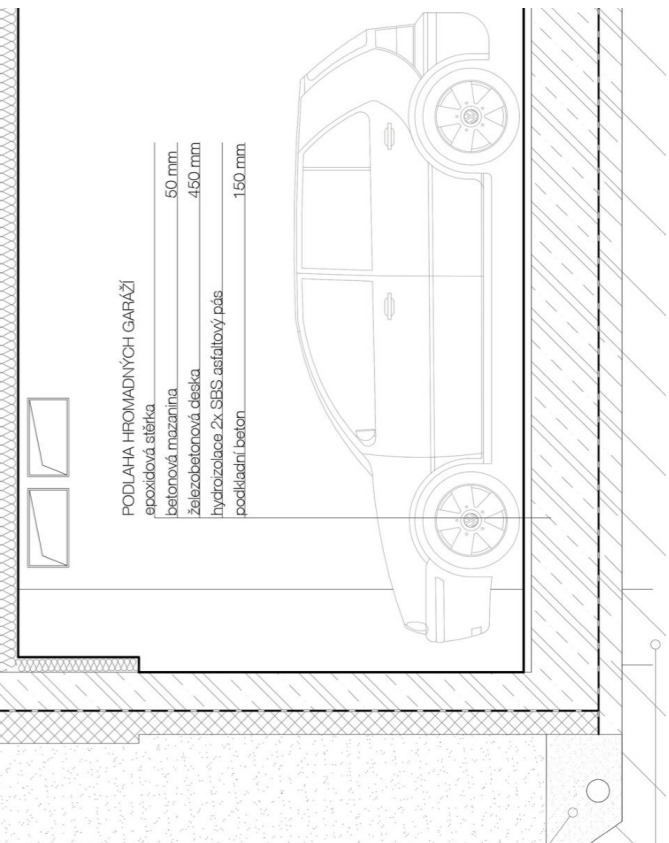 PODLAHA HROMADNÝCH GARÁŽÍ
epoxidová stěrka
betonová mazanina 50 mm
železobetonová deska 450 mm
hydroizolace 2x SBS asfaltový pás
podkladní beton 150 mm